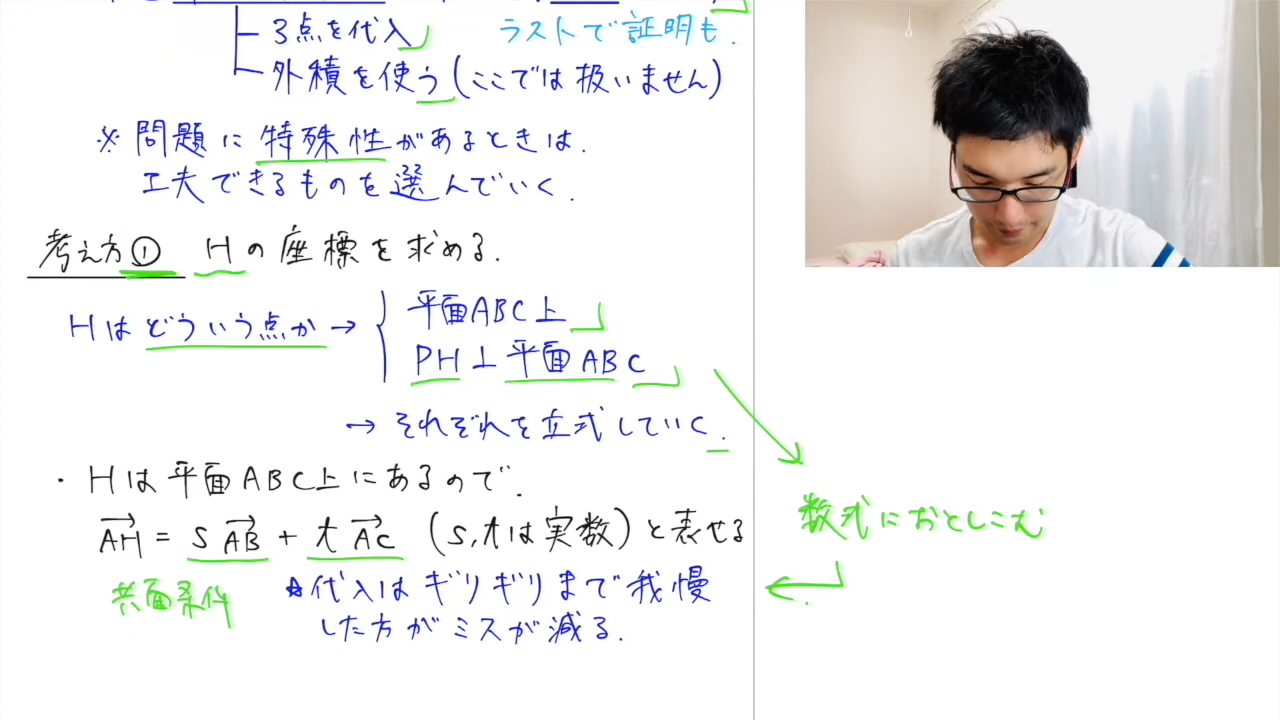 3点を代入
ラストで証明も.
外積を使う(ここでは扱いません)
※問題に特殊性があるときは.
工夫できるものを選んでいく.
考え方① Hの座標を求める.
Hはどういう点か→
平面ABC上
PH⊥平面ABC
→それぞれを立式していく.
・Hは平面ABC上にあるので.
AH→ = sAB→ + tAC→ (s,tは実数)と表せる
数式におとしこむ
共面条件
☆代入はギリギリまで我慢
した方がミスが減る.